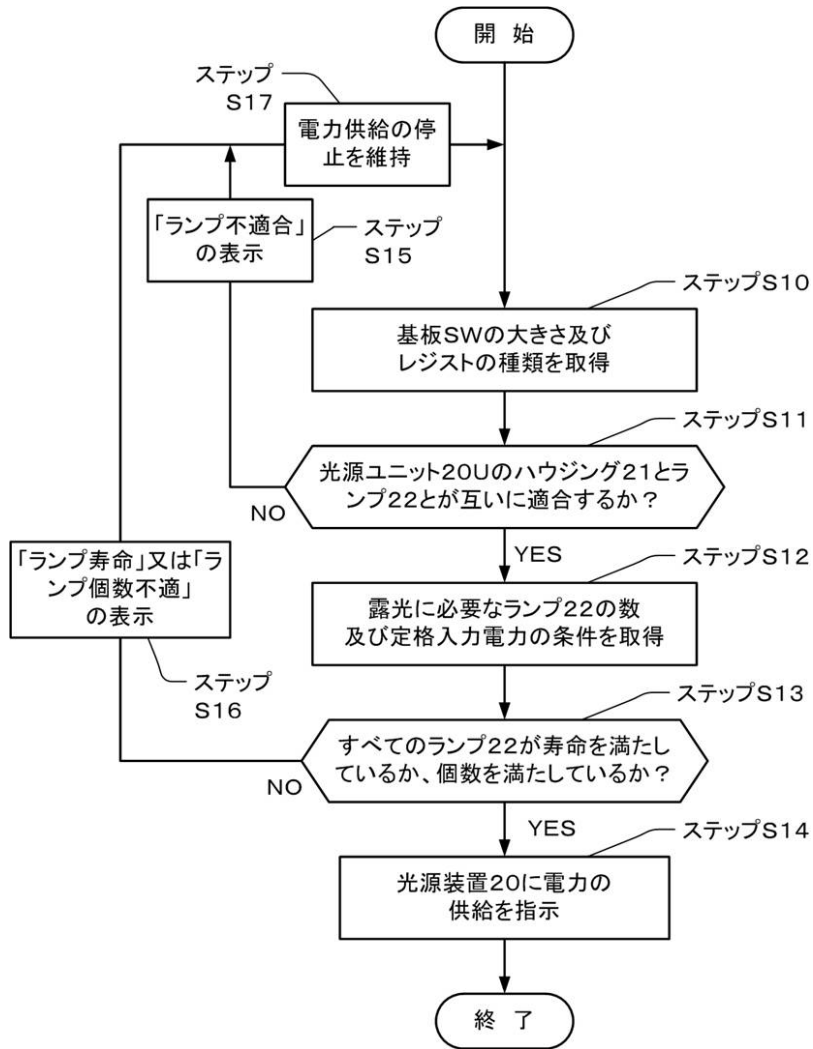 開 始
ステップ
S17
電力供給の停
止を維持
「ランプ不適合」
の表示
ステップ
S15
ステップS10
基板SWの大きさ及び
レジストの種類を取得
ステップS11
光源ユニット20Uのハウジング21とラ
ンプ22とが互いに適合するか？
NO
YES
「ランプ寿命」又は「ラ
ンプ個数不適」
の表示
ステップS12
露光に必要なランプ22の数
及び定格入力電力の条件を取得
ステップ
S16
ステップS13
すべてのランプ22が寿命を満たし
ているか、個数を満たしているか？
NO
YES
ステップS14
光源装置20に電力の
供給を指示
終 了